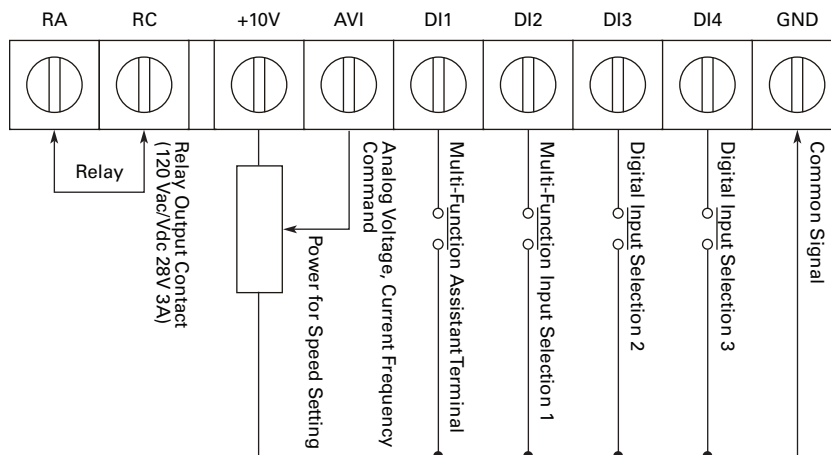 RA RC +10V AVI DI1 DI2 DI3 DI4 GND
Relay
Relay Output Contact
(120 Vac/Vdc 28V 3A)
Power for Speed Setting
Analog Voltage, Current Frequency
Command
Multi-Function Assistant Terminal
Multi-Function Input Selection 1
Digital Input Selection 2
Digital Input Selection 3
Common Signal